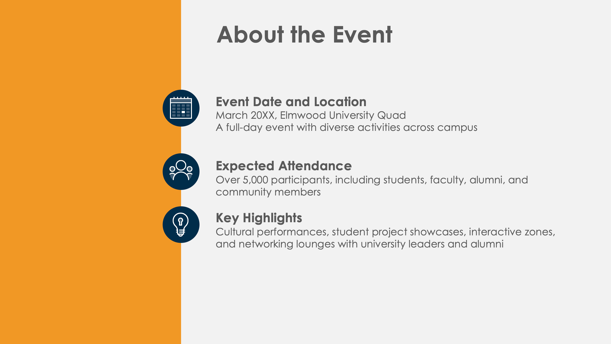 About the Event
Event Date and Location
March 20XX, Elmwood University Quad
A full-day event with diverse activities across campus
Expected Attendance
Over 5,000 participants, including students, faculty, alumni, and
community members
Key Highlights
Cultural performances, student project showcases, interactive zones,
and networking lounges with university leaders and alumni